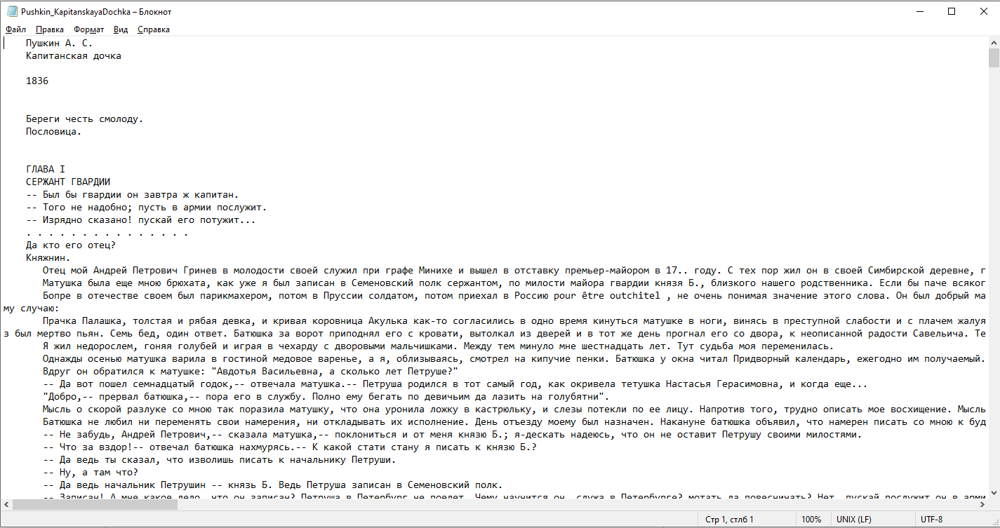 Pushkin_KapitanskayaDochka – Блокнот
Файл Правка Формат Вид Справка
Пушкин А. С.
Капитанская дочка
1836
Береги честь смолоду.
Пословица.
ГЛАВА I
СЕРЖАНТ ГВАРДИИ
-- Был бы гвардии он завтра ж капитан.
-- Того не надобно; пусть в армии послужит.
-- Изрядно сказано! пускай его потужит...
. . . . . . . . . . . . . . .
Да кто его отец?
Княжнин.
Отец мой Андрей Петрович Гринев в молодости своей служил при графе Минихе и вышел в отставку премьер-майором в 17.. году. С тех пор жил он в своей Симбирской деревне, г
Матушка была еще мною брюхата, как уже я был записан в Семеновский полк сержантом, по милости майора гвардии князя Б., близкого нашего родственника. Если бы паче всяког
Бопре в отечестве своем был парикмахером, потом в Пруссии солдатом, потом приехал в Россию pour être outchitel , не очень понимая значение этого слова. Он был добрый ма
му случаю:
Прачка Палашка, толстая и рябая девка, и кривая коровница Акулька как-то согласились в одно время кинуться матушке в ноги, винясь в преступной слабости и с плачем жалуя
з был мертво пьян. Семь бед, один ответ. Батюшка за ворот приподнял его с кровати, вытолкал из дверей и в тот же день прогнал его со двора, к неописанной радости Савельича. Те
Я жил недорослем, гоняя голубей и играя в чехарду с дворовыми мальчишками. Между тем минуло мне шестнадцать лет. Тут судьба моя переменилась.
Однажды осенью матушка варила в гостиной медовое варенье, а я, облизываясь, смотрел на кипучие пенки. Батюшка у окна читал Придворный календарь, ежегодно им получаемый.
Вдруг он обратился к матушке: "Авдотья Васильевна, а сколько лет Петруше?"
-- Да вот пошел семнадцатый годок,-- отвечала матушка.-- Петруша родился в тот самый год, как окривела тетушка Настасья Герасимовна, и когда еще...
"Добро,-- прервал батюшка,-- пора его в службу. Полно ему бегать по девичьим да лазить на голубятни".
Мысль о скорой разлуке со мною так поразила матушку, что она уронила ложку в кастрюльку, и слезы потекли по ее лицу. Напротив того, трудно описать мое восхищение. Мысль
Батюшка не любил ни переменять свои намерения, ни откладывать их исполнение. День отъезду моему был назначен. Накануне батюшка объявил, что намерен писать со мною к буд
-- Не забудь, Андрей Петрович,-- сказала матушка,-- поклониться и от меня князю Б.; я-дескать надеюсь, что он не оставит Петрушу своими милостями.
-- Что за вздор!-- отвечал батюшка нахмурясь.-- К какой стати стану я писать к князю Б.?
-- Да ведь ты сказал, что изволишь писать к начальнику Петруши.
-- Ну, а там что?
-- Да ведь начальник Петрушин -- князь Б. Ведь Петруша записан в Семеновский полк.
-- Записан! А мне какое дело, что он записан? Петруша в Петербург не поедет. Чему научится он, служа в Петербурге? мотать да повесничать? Нет, пускай послужит он в арми
Стр 1, стлб 1 100% UNIX (LF) UTF-8